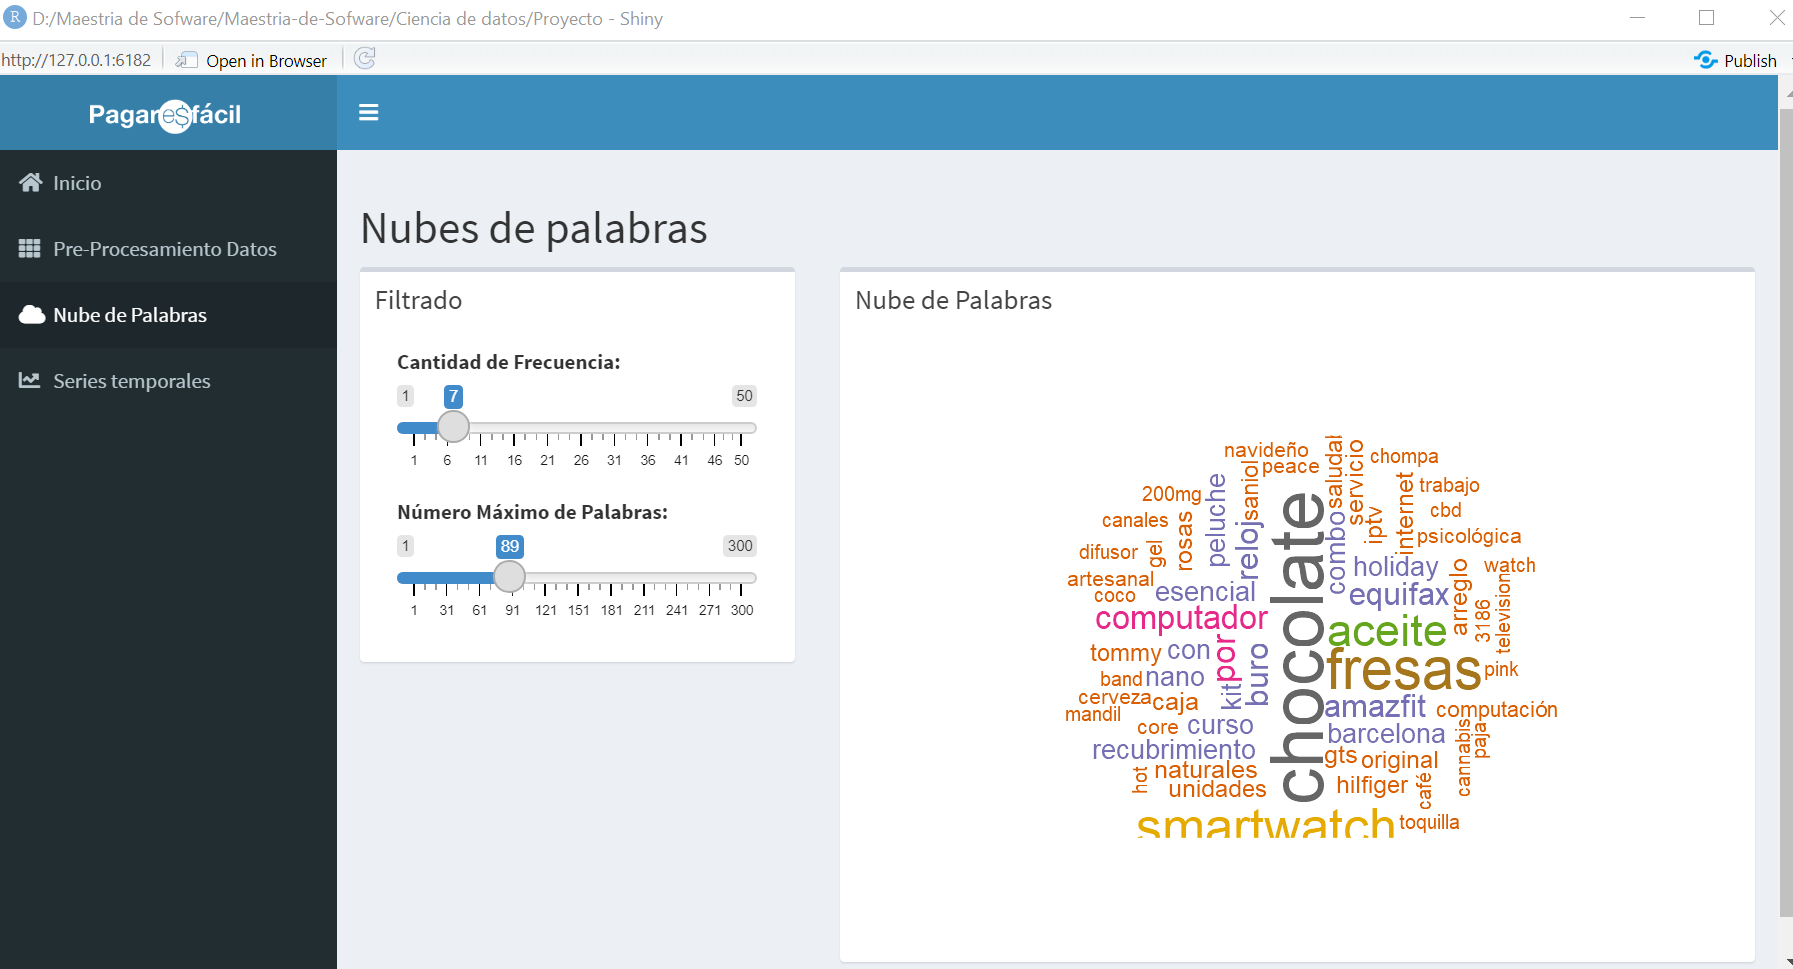 D:/Maestria de Sofware/Maestria-de-Sofware/Ciencia de datos/Proyecto - Shiny
http://127.0.0.1:6182
Open in Browser
Publish
Pagar e$ fácil
Inicio
Pre-Procesamiento Datos
Nube de Palabras
Series temporales
Nubes de palabras
Filtrado
Cantidad de Frecuencia:
1 7 50
1 6 11 16 21 26 31 36 41 46 50
Número Máximo de Palabras:
1 89 300
1 31 61 91 121 151 181 211 241 271 300
Nube de Palabras
navideño
peace
saludal
servicio
chompa
200mg
peluche
saniol
internet
trabajo
canales
rosas
reloj
chocolate
combo
iptv
cbd
psicológica
difusor
gel
holiday
arreglo
watch
artesanal
coco
esencial
equifax
3186
television
computador
aceite
tommy
con
por
buro
fresas
pink
band
nano
kit
cerveza
caja
amazfit
computación
mandil
core
curso
barcelona
cannabis
paja
recubrimiento
gts
original
hot
naturales
unidades
hilfiger
café
smartwatch
toquilla